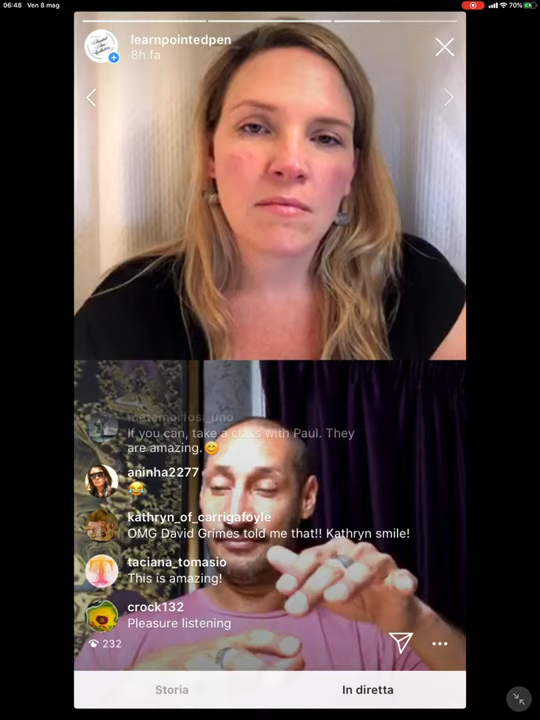 06:48 Ven 8 mag
70%
learnpointedpen
8h fa
metamorfosi_uno
If you can, take a class with Paul. They
are amazing.😊
aninha2277
😂
kathryn_of_carrigafoyle
OMG David Grimes told me that!! Kathryn smile!
taciana_tomasio
This is amazing!
crock132
Pleasure listening
232
Storia
In diretta